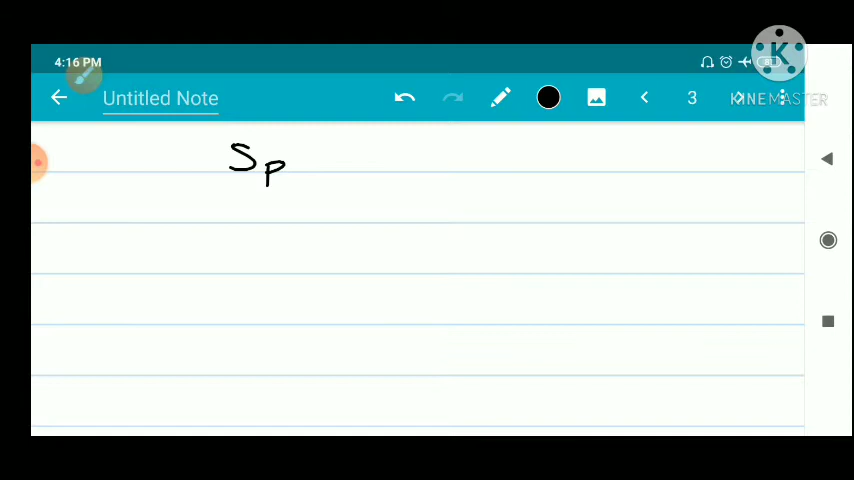 4:16 PM
Untitled Note
3
K
KINEMASTER
Sp